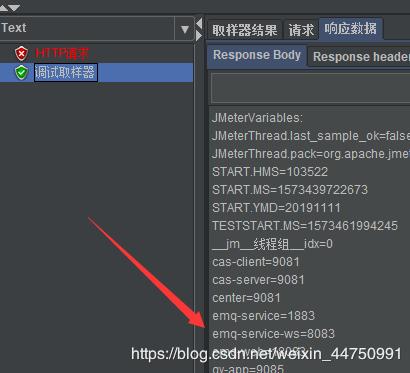 Text
HTTP请求
调试取样器
取样器结果 请求 响应数据
Response Body Response header
JMeterVariables:
JMeterThread.last_sample_ok=false
JMeterThread.pack=org.apache.jme
START.HMS=103522
START.MS=1573439722673
START.YMD=20191111
TESTSTART.MS=1573461994245
__jm__线程组__idx=0
cas-client=9081
cas-server=9081
center=9081
emq-service=1883
emq-service-ws=8083
https://blog.csdn.net/weixin_44750991
gv-app=9085